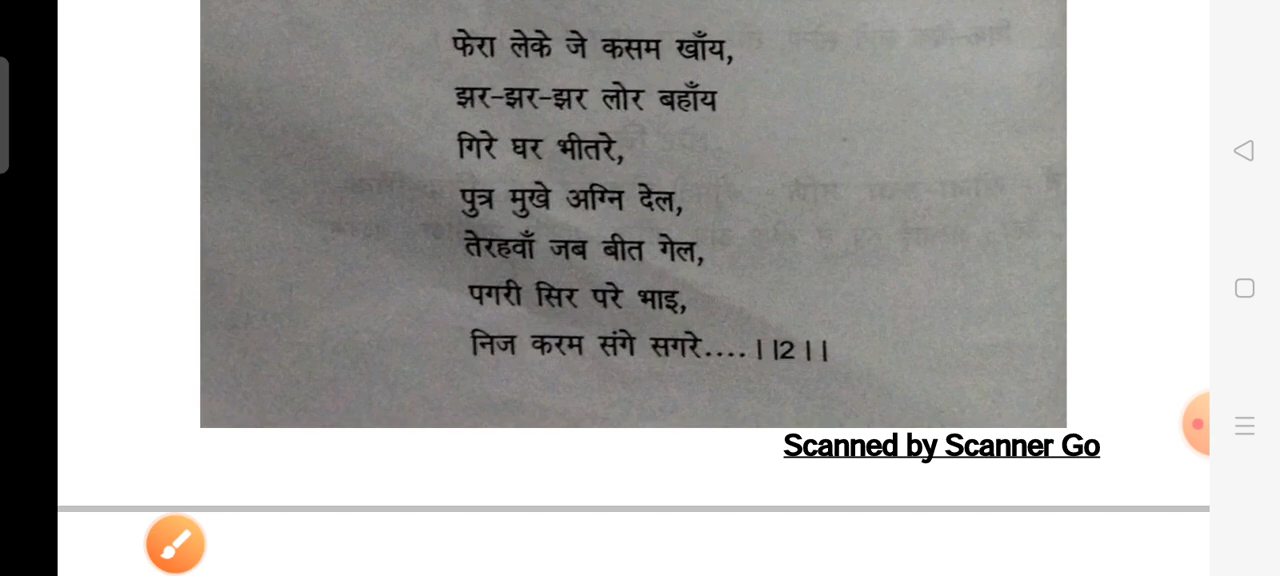 फेरा लेके जे कसम खाँय,
झर-झर-झर लोर बहाँय
गिरे घर भीतरे,
पुत्र मुखे अग्नि देल,
तेरहवाँ जब बीत गेल,
पगरी सिर परे भाइ,
निज करम संगे सगरे....।।2।।
Scanned by Scanner Go